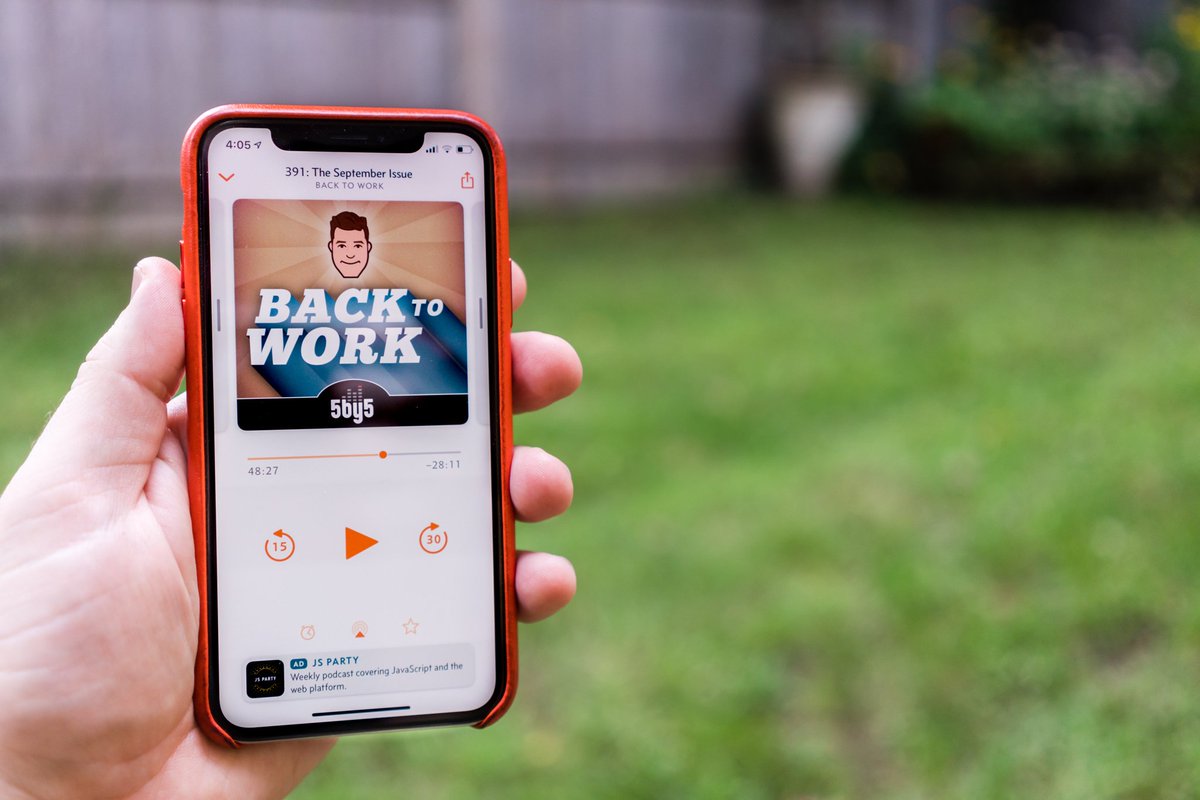 4:05
391: The September Issue
BACK TO WORK
BACK TO
WORK
5by5
48:27
-28:11
15
30
AD JS PARTY
JS PARTY
Weekly podcast covering JavaScript and the
web platform.